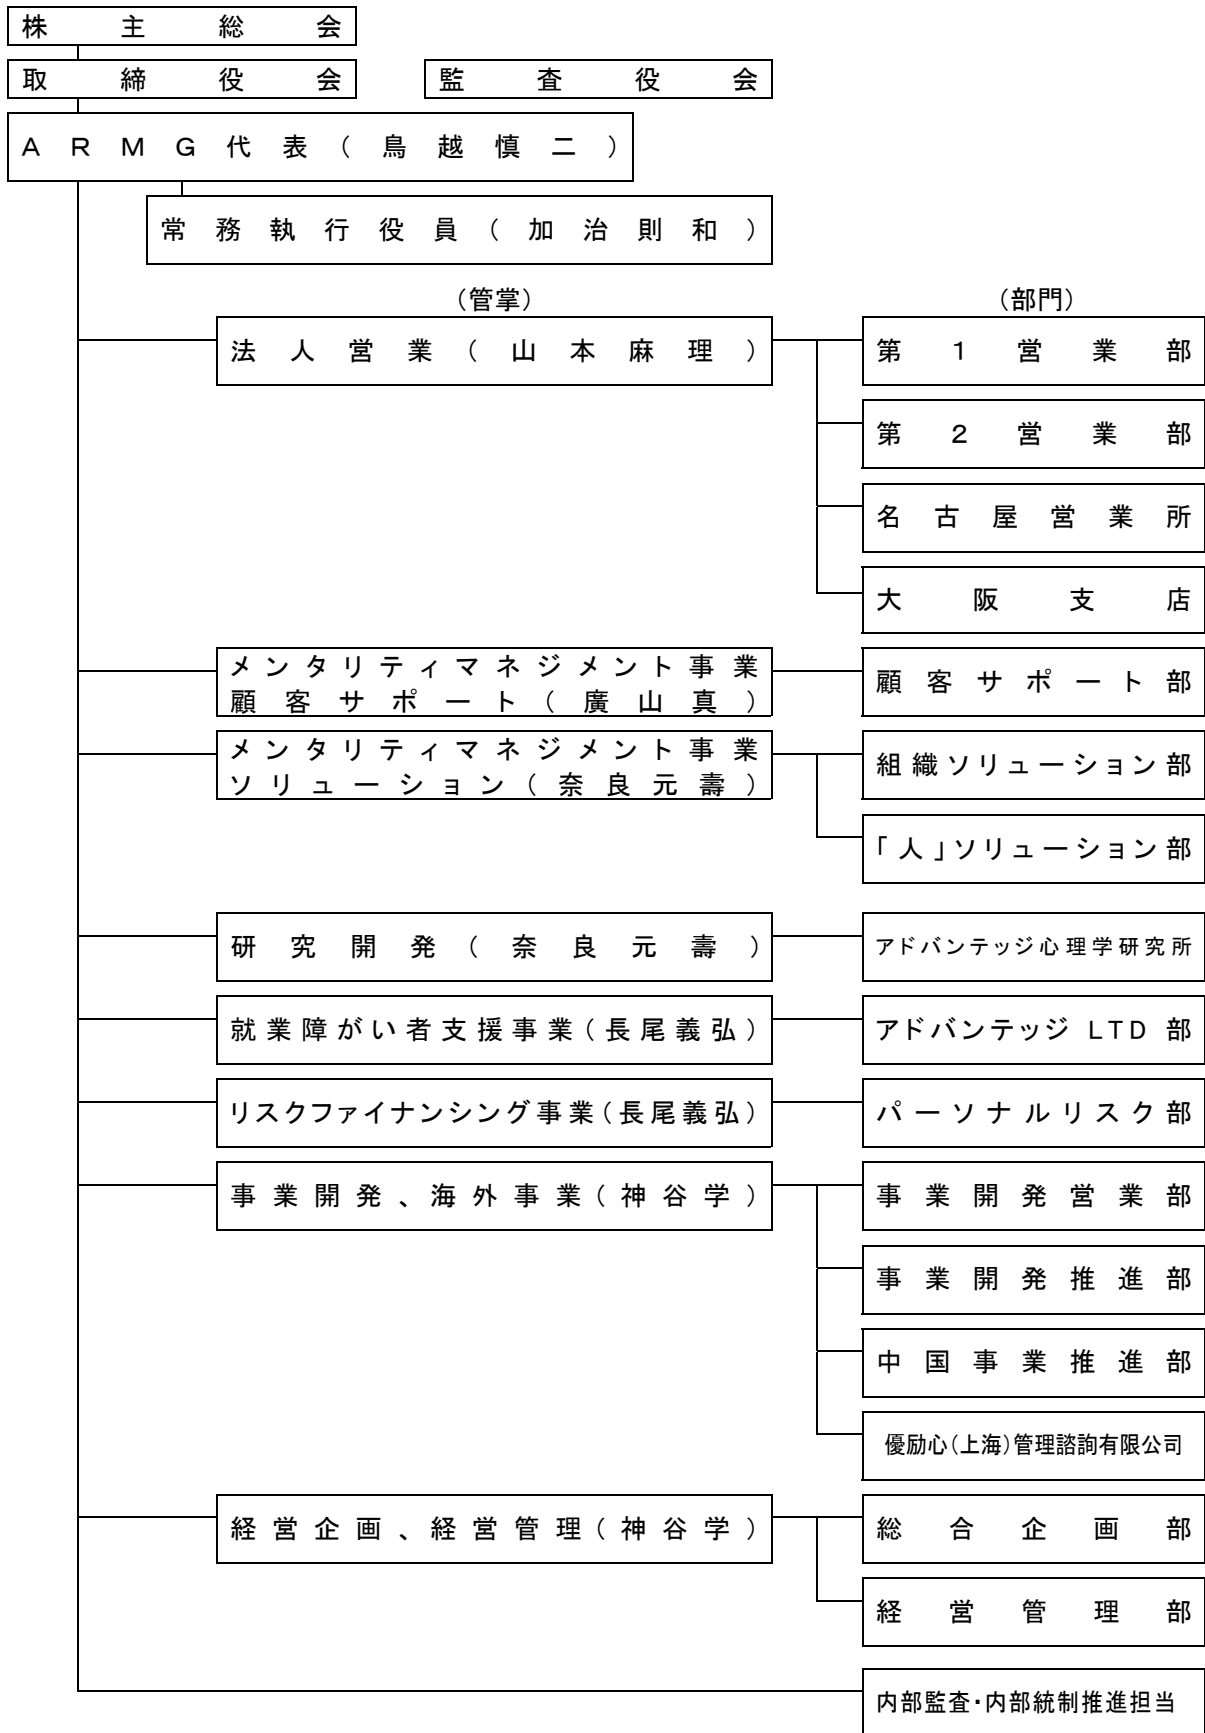 株主総会
取締役会 監査役会
ARMG代表(鳥越慎二)
常務執行役員(加治則和)
(管掌) (部門)
法人営業(山本麻理) 第1営業部
第2営業部
名古屋営業所
大阪支店
メンタリティマネジメント事業
顧客サポート(廣山真) 顧客サポート部
メンタリティマネジメント事業
ソリューション(奈良元壽) 組織ソリューション部
「人」ソリューション部
研究開発(奈良元壽) アドバンテッジ心理学研究所
就業障がい者支援事業(長尾義弘) アドバンテッジ LTD 部
リスクファイナンシング事業(長尾義弘) パーソナルリスク部
事業開発、海外事業(神谷学) 事業開発営業部
事業開発推進部
中国事業推進部
優励心(上海)管理諮詢有限公司
経営企画、経営管理(神谷学) 総合企画部
経営管理部
内部監査・内部統制推進担当